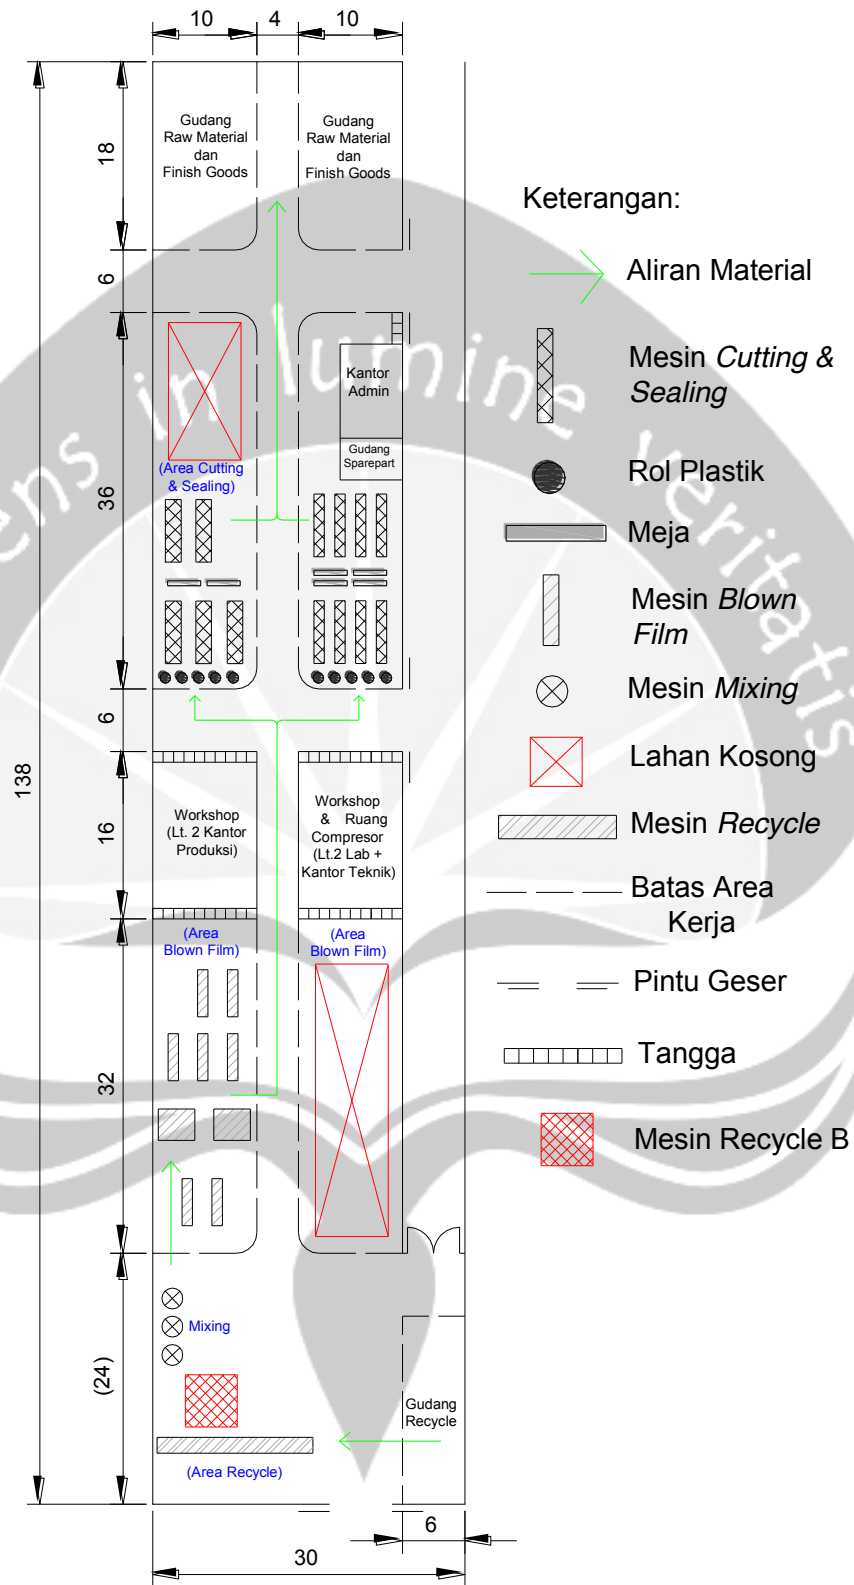 10
4
10
18
6
36
6
138
16
32
(24)
6
30
Gudang
Raw Material
dan
Finish Goods
Gudang
Raw Material
dan
Finish Goods
Kantor
Admin
Gudang
Sparepart
(Area Cutting
& Sealing)
Workshop
(Lt. 2 Kantor
Produksi)
Workshop
& Ruang
Compresor
(Lt.2 Lab +
Kantor Teknik)
(Area
Blown Film)
(Area
Blown Film)
Mixing
Gudang
Recycle
(Area Recycle)
Keterangan:
Aliran Material
Mesin Cutting &
Sealing
Rol Plastik
Meja
Mesin Blown
Film
Mesin Mixing
Lahan Kosong
Mesin Recycle
Batas Area
Kerja
Pintu Geser
Tangga
Mesin Recycle B
ens in lumine veritatis